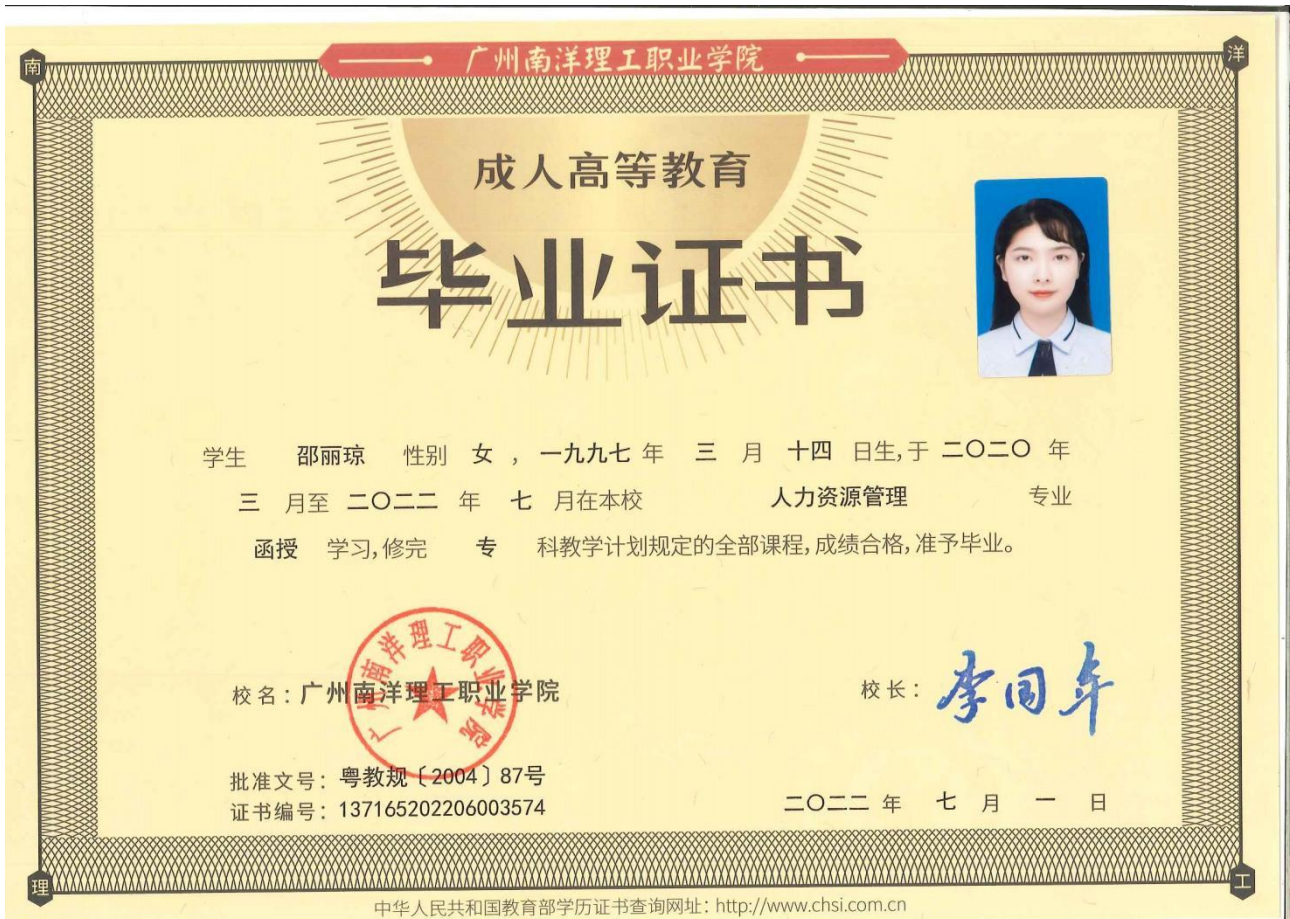 广州南洋理工职业学院
南
洋
成人高等教育
毕业证书
学生 邵丽琼 性别 女 , 一九九七 年 三 月 十四 日生,于 二〇二〇 年
三 月至 二〇二二 年 七 月在本校 人力资源管理 专业
函授 学习,修完 专 科教学计划规定的全部课程,成绩合格,准予毕业。
广州南洋理工职业学院
校名:广州南洋理工职业学院
校长: 李国年
批准文号:粤教规〔2004〕87号
证书编号:137165202206003574
二〇二二 年 七 月 一 日
理
工
中华人民共和国教育部学历证书查询网址:http://www.chsi.com.cn